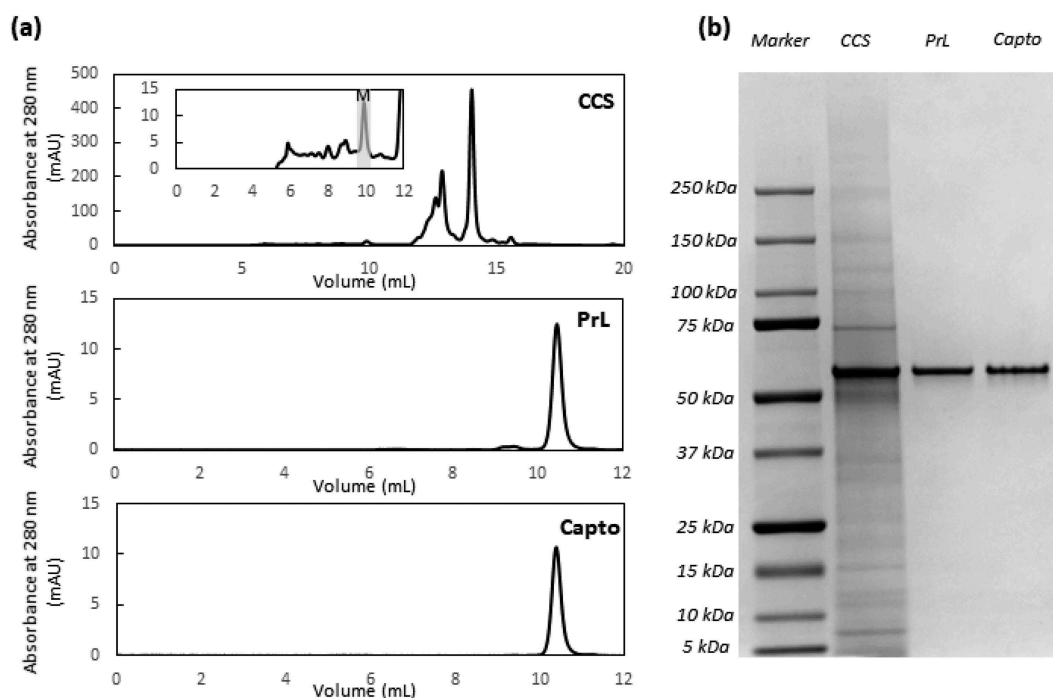 (a)
Absorbance at 280 nm
(mAU)
500
400
300
200
100
0
15
10
5
0
M
0 2 4 6 8 10 12
CCS
0 5 10 15 20
Volume (mL)
Absorbance at 280 nm
(mAU)
15
10
5
0
PrL
0 2 4 6 8 10 12
Volume (mL)
Absorbance at 280 nm
(mAU)
15
10
5
0
Capto
0 2 4 6 8 10 12
Volume (mL)
(b)
Marker CCS PrL Capto
250 kDa
150 kDa
100 kDa
75 kDa
50 kDa
37 kDa
25 kDa
15 kDa
10 kDa
5 kDa